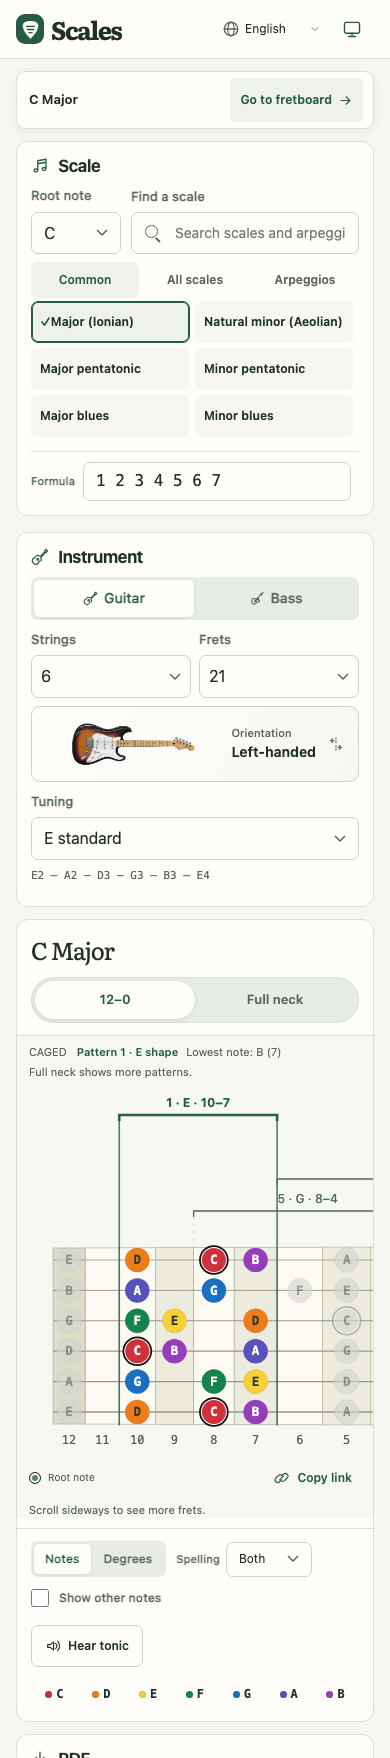 Scales
English
C Major
Go to fretboard →
Scale
Root note
Find a scale
C
Search scales and arpeggi
Common
All scales
Arpeggios
✓Major (Ionian)
Natural minor (Aeolian)
Major pentatonic
Minor pentatonic
Major blues
Minor blues
Formula
1 2 3 4 5 6 7
Instrument
Guitar
Bass
Strings
Frets
6
21
Orientation
Left-handed
Tuning
E standard
E2 – A2 – D3 – G3 – B3 – E4
C Major
12–0
Full neck
CAGED Pattern 1 · E shape Lowest note: B (7)
Full neck shows more patterns.
1 · E · 10–7
5 · G · 8–4
E D C B A
B A G F E
G F E D C
D C B A G
A G F E D
E D C B A
12 11 10 9 8 7 6 5
Root note
Copy link
Scroll sideways to see more frets.
Notes
Degrees
Spelling
Both
Show other notes
Hear tonic
C D E F G A B
PDF